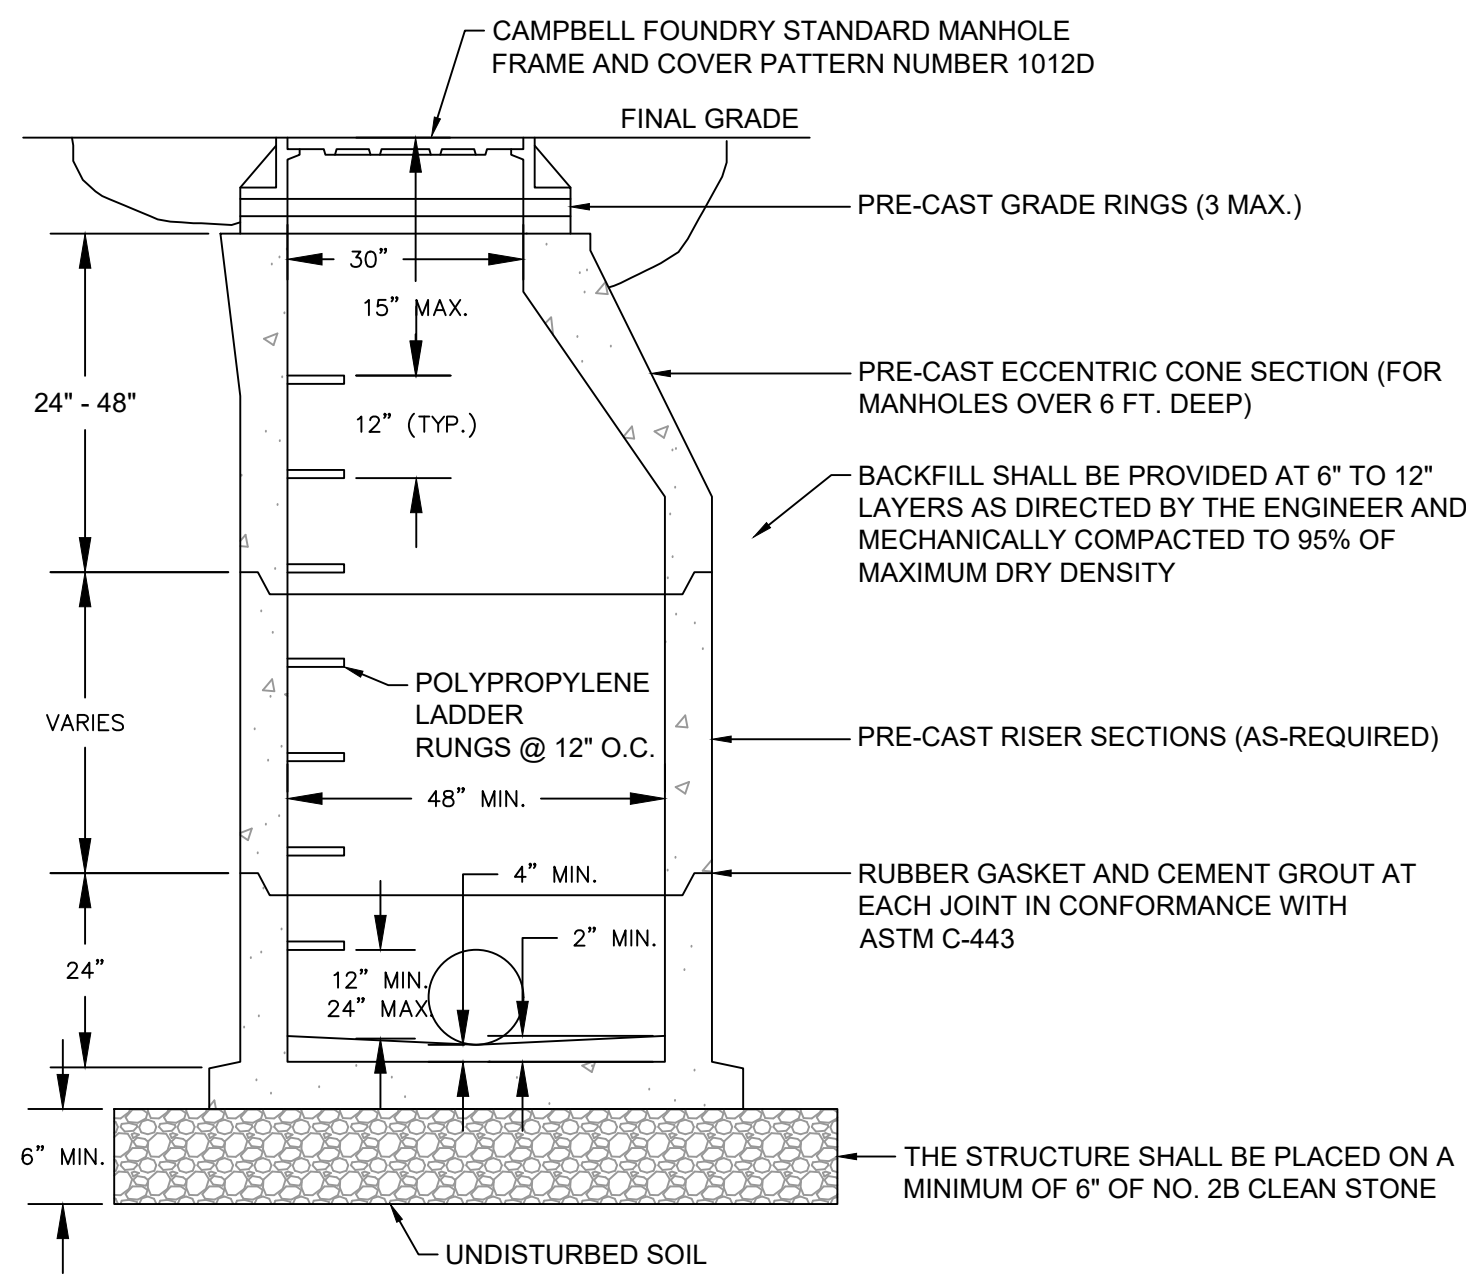 CAMPBELL FOUNDRY STANDARD MANHOLE
FRAME AND COVER PATTERN NUMBER 1012D
FINAL GRADE
PRE-CAST GRADE RINGS (3 MAX.)
30”
15” MAX.
PRE-CAST ECCENTRIC CONE SECTION (FOR
MANHOLES OVER 6 FT. DEEP)
24" - 48"
12” (TYP.)
BACKFILL SHALL BE PROVIDED AT 6" TO 12"
LAYERS AS DIRECTED BY THE ENGINEER AND
MECHANICALLY COMPACTED TO 95% OF
MAXIMUM DRY DENSITY
POLYPROPYLENE
LADDER
RUNGS @ 12" O.C.
VARIES
PRE-CAST RISER SECTIONS (AS-REQUIRED)
48” MIN.
4” MIN.
RUBBER GASKET AND CEMENT GROUT AT
EACH JOINT IN CONFORMANCE WITH
ASTM C-443
2” MIN.
24”
12” MIN.
24” MAX.
6” MIN.
THE STRUCTURE SHALL BE PLACED ON A
MINIMUM OF 6" OF NO. 2B CLEAN STONE
UNDISTURBED SOIL